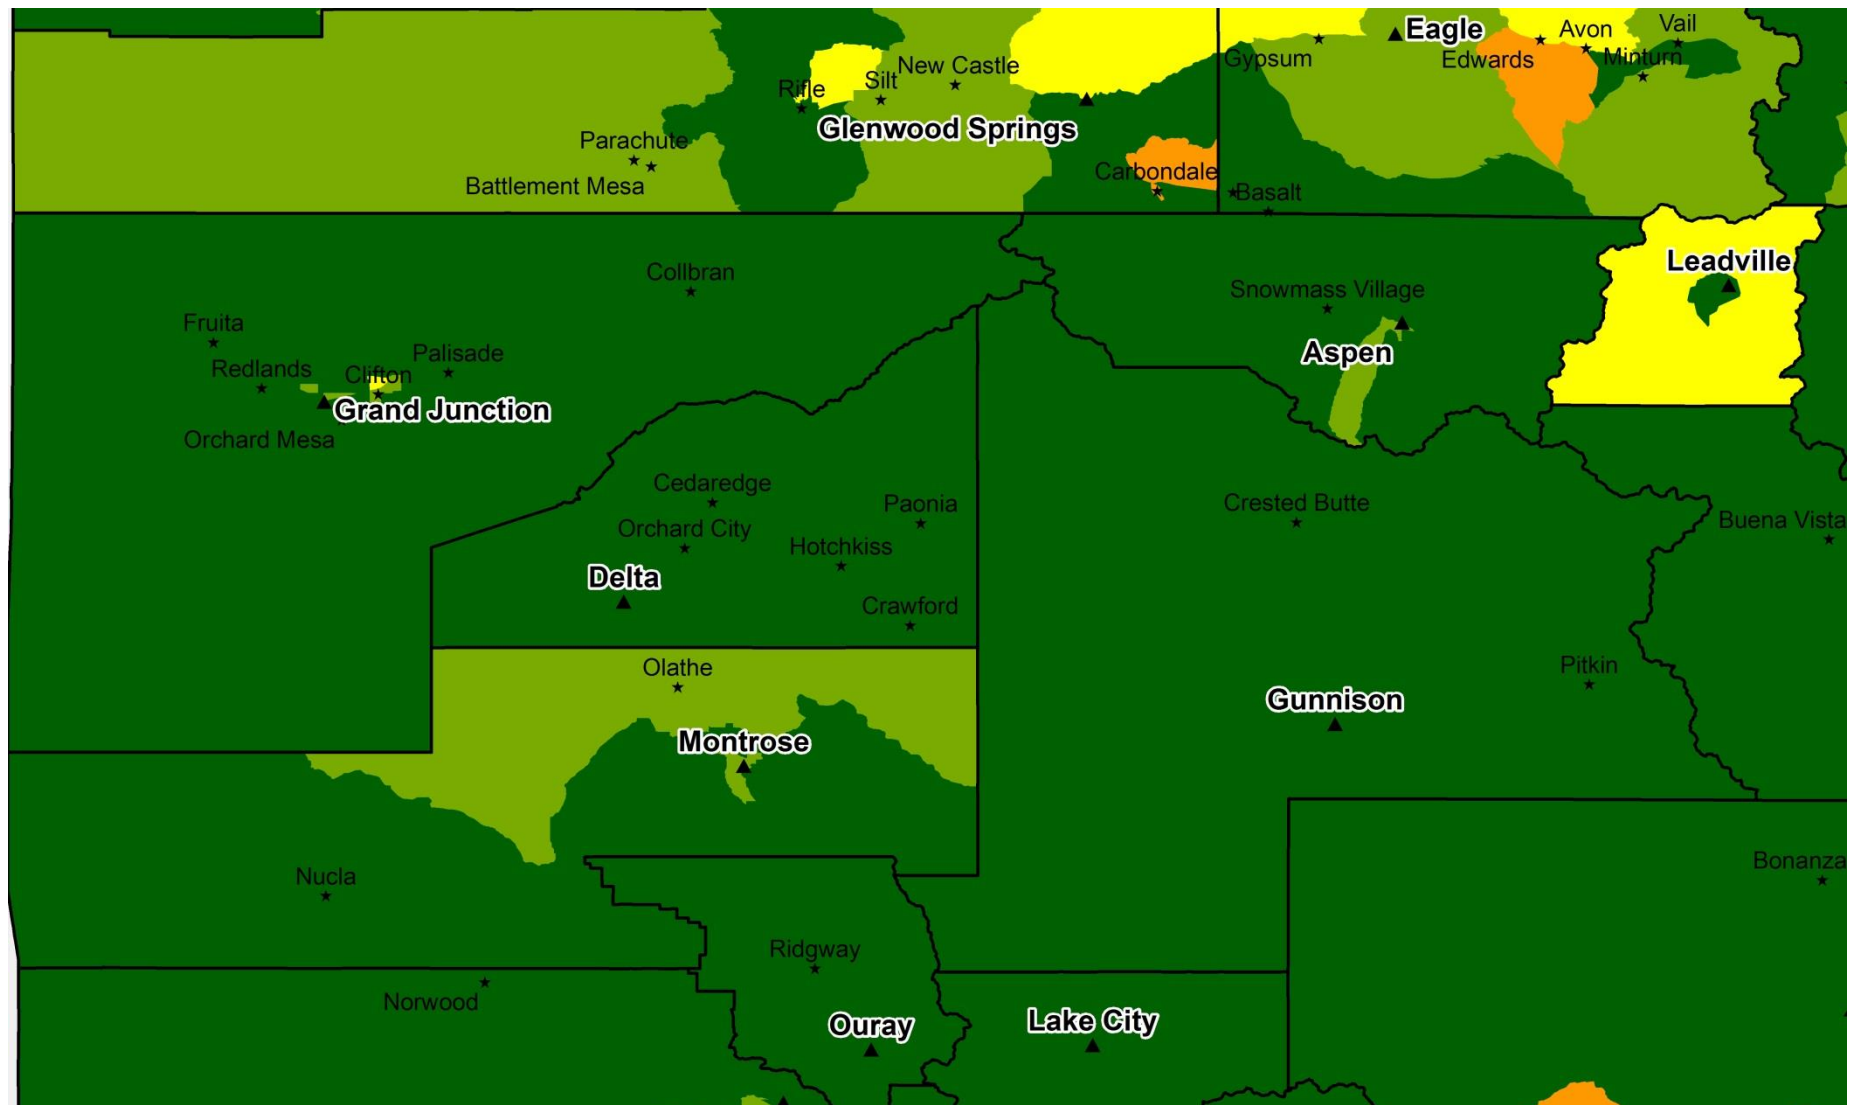 Eagle
Avon
Vail
Gypsum
Edwards
Minturn
New Castle
Silt
Rifle
Glenwood Springs
Parachute
Battlement Mesa
Carbondale
Basalt
Leadville
Collbran
Snowmass Village
Fruita
Redlands
Clifton
Palisade
Aspen
Grand Junction
Orchard Mesa
Cedaredge
Paonia
Crested Butte
Buena Vista
Orchard City
Hotchkiss
Delta
Crawford
Olathe
Pitkin
Gunnison
Montrose
Bonanza
Nucla
Ridgway
Norwood
Ouray
Lake City